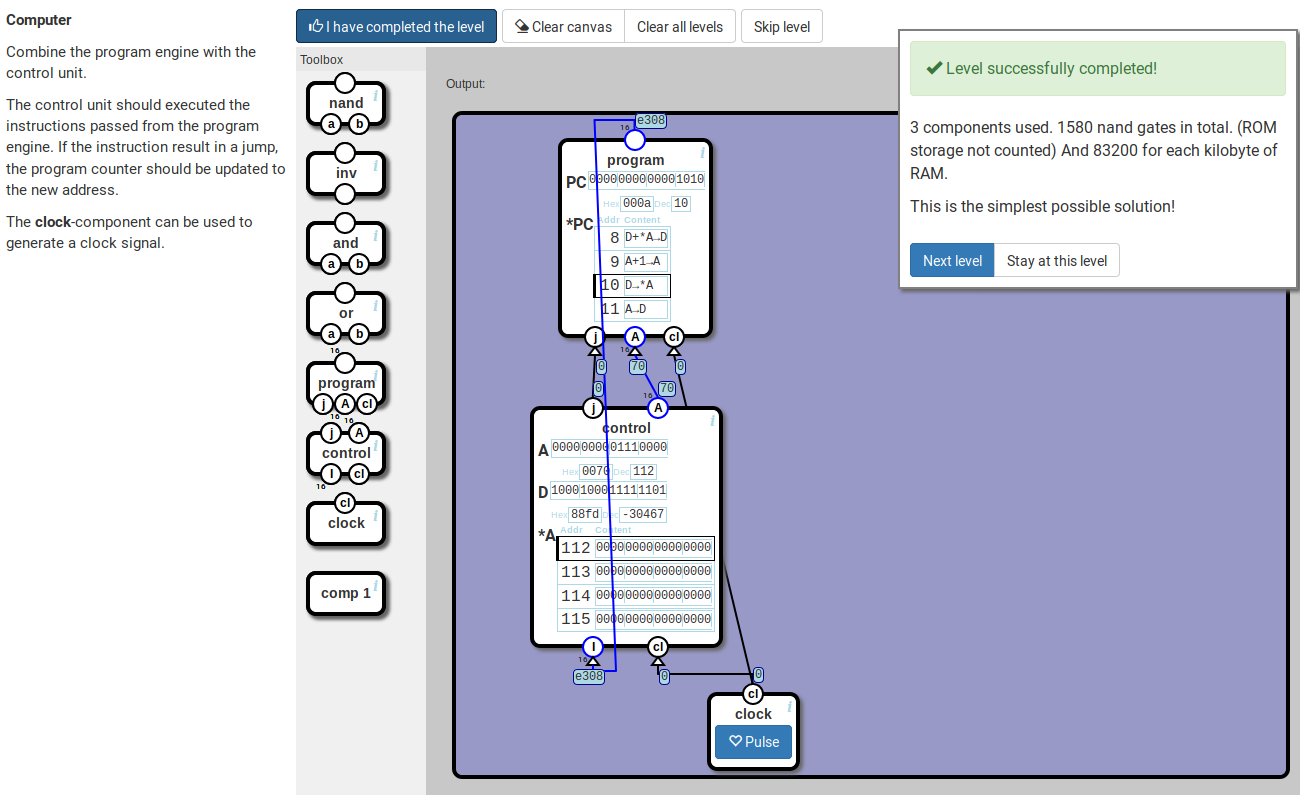 Computer
Combine the program engine with the
control unit.
The control unit should executed the
instructions passed from the program
engine. If the instruction result in a jump,
the program counter should be updated to
the new address.
The clock-component can be used to
generate a clock signal.
I have completed the level
Clear canvas
Clear all levels
Skip level
Toolbox
nand
a b
inv
and
a b
or
a b
16
program
j A cl
16 16
j A
control
I cl
16
cl
clock
comp 1
Output:
e308
16
program
PC 0000000000001010
Hex 000a Dec 10
*PC Addr Content
8 D+*A→D
9 A+1→A
10 D→*A
11 A→D
j A cl
16
0 70 0
0 70
16
j A
control
A 0000000001110000
Hex 0070 Dec 112
D 1000100011111101
Hex 88fd Dec -30467
*A Addr Content
112 0000000000000000
113 0000000000000000
114 0000000000000000
115 0000000000000000
I cl
16
e308 0 0
cl
clock
Pulse
Level successfully completed!
3 components used. 1580 nand gates in total. (ROM
storage not counted) And 83200 for each kilobyte of
RAM.
This is the simplest possible solution!
Next level
Stay at this level